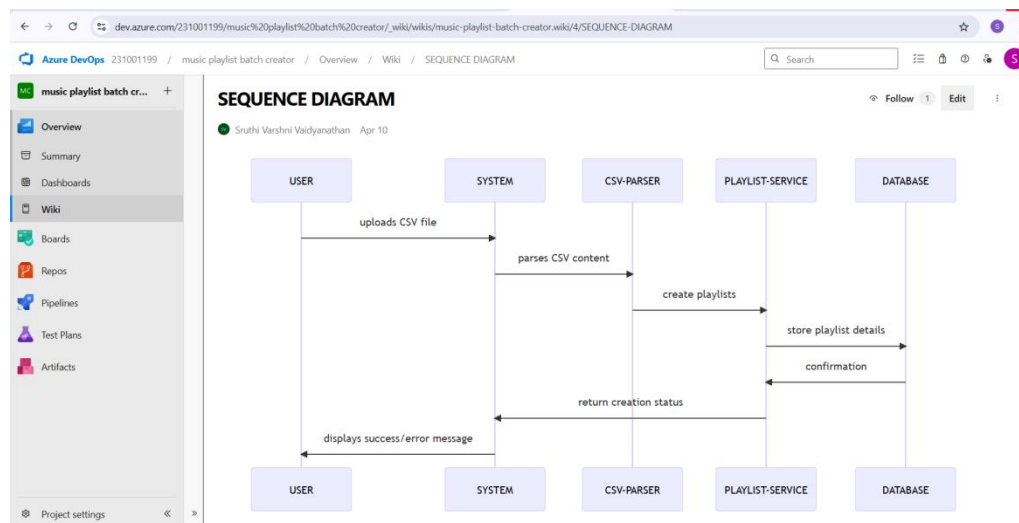 dev.azure.com/231001199/music%20playlist%20batch%20creator/_wiki/wikis/music-playlist-batch-creator.wiki/4/SEQUENCE-DIAGRAM
S
Azure DevOps 231001199 / music playlist batch creator / Overview / Wiki / SEQUENCE DIAGRAM
Search
S
MC music playlist batch cr... +
Overview
Summary
Dashboards
Wiki
Boards
Repos
Pipelines
Test Plans
Artifacts
Project settings
SEQUENCE DIAGRAM
Follow 1 Edit
Sruthi Varshni Vaidyanathan Apr 10
USER SYSTEM CSV-PARSER PLAYLIST-SERVICE DATABASE
uploads CSV file
parses CSV content
create playlists
store playlist details
confirmation
return creation status
displays success/error message
USER SYSTEM CSV-PARSER PLAYLIST-SERVICE DATABASE